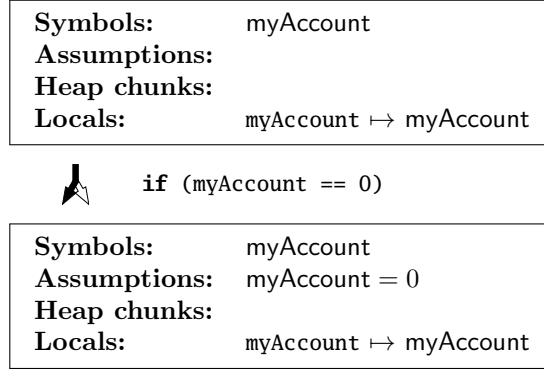 Symbols: myAccount
Assumptions:
Heap chunks:
Locals: myAccount ↦ myAccount
if (myAccount == 0)
Symbols: myAccount
Assumptions: myAccount = 0
Heap chunks:
Locals: myAccount ↦ myAccount